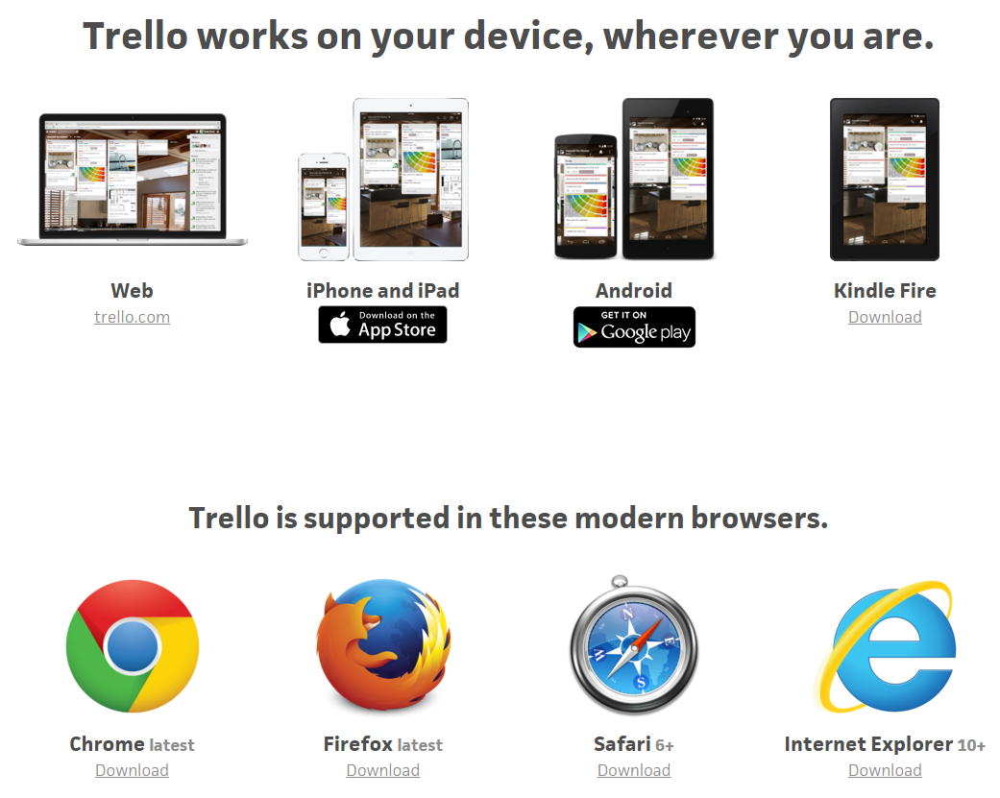 Trello works on your device, wherever you are.
Web
trello.com
iPhone and iPad
Download on the
App Store
Android
GET IT ON
Google play
Kindle Fire
Download
Trello is supported in these modern browsers.
N
W
E
S
Chrome latest
Download
Firefox latest
Download
Safari 6+
Download
Internet Explorer 10+
Download